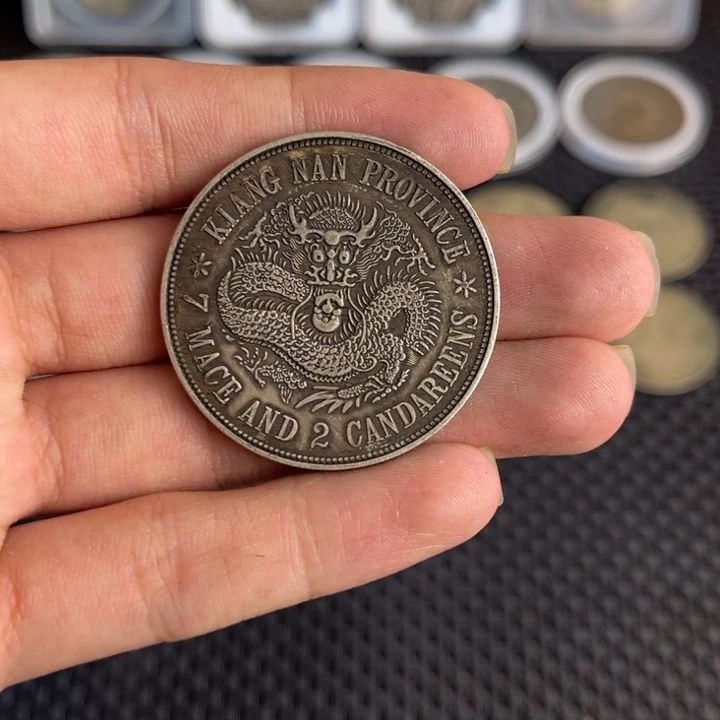 KIANG NAN PROVINCE
7 MACE AND 2 CANDAREENS